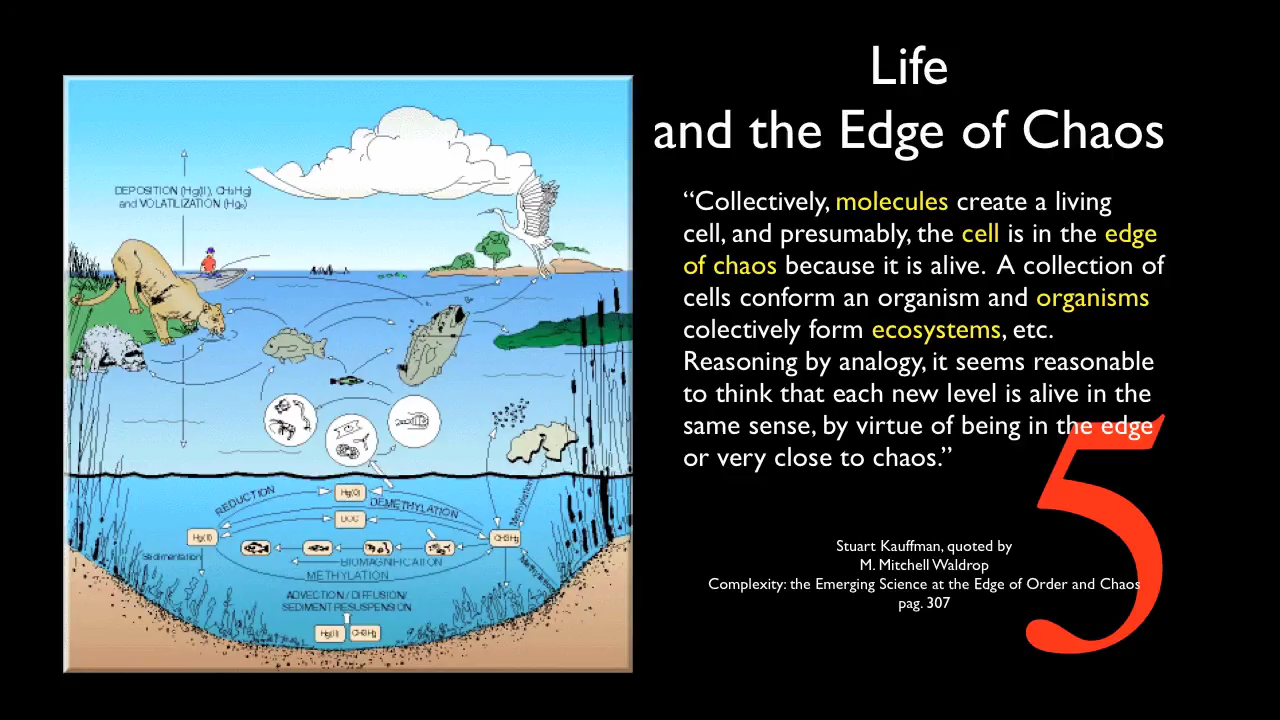 Life
and the Edge of Chaos
“Collectively, molecules create a living
cell, and presumably, the cell is in the edge
of chaos because it is alive. A collection of
cells conform an organism and organisms
colectively form ecosystems, etc.
Reasoning by analogy, it seems reasonable
to think that each new level is alive in the
same sense, by virtue of being in the edge
or very close to chaos.”
5
Stuart Kauffman, quoted by
M. Mitchell Waldrop
Complexity: the Emerging Science at the Edge of Order and Chaos
pag. 307
DEPOSITION (Hg(II), CH3Hg)
and VOLATILIZATION (Hg0)
REDUCTION
Hg(0)
DEMETHYLATION
Methylation
DOC
Hg(II)
CH3Hg
Sedimentation
BIOMAGNIFICATION
METHYLATION
ADVECTION / DIFFUSION/
SEDIMENT RESUSPENSION
Hg(II) CH3Hg